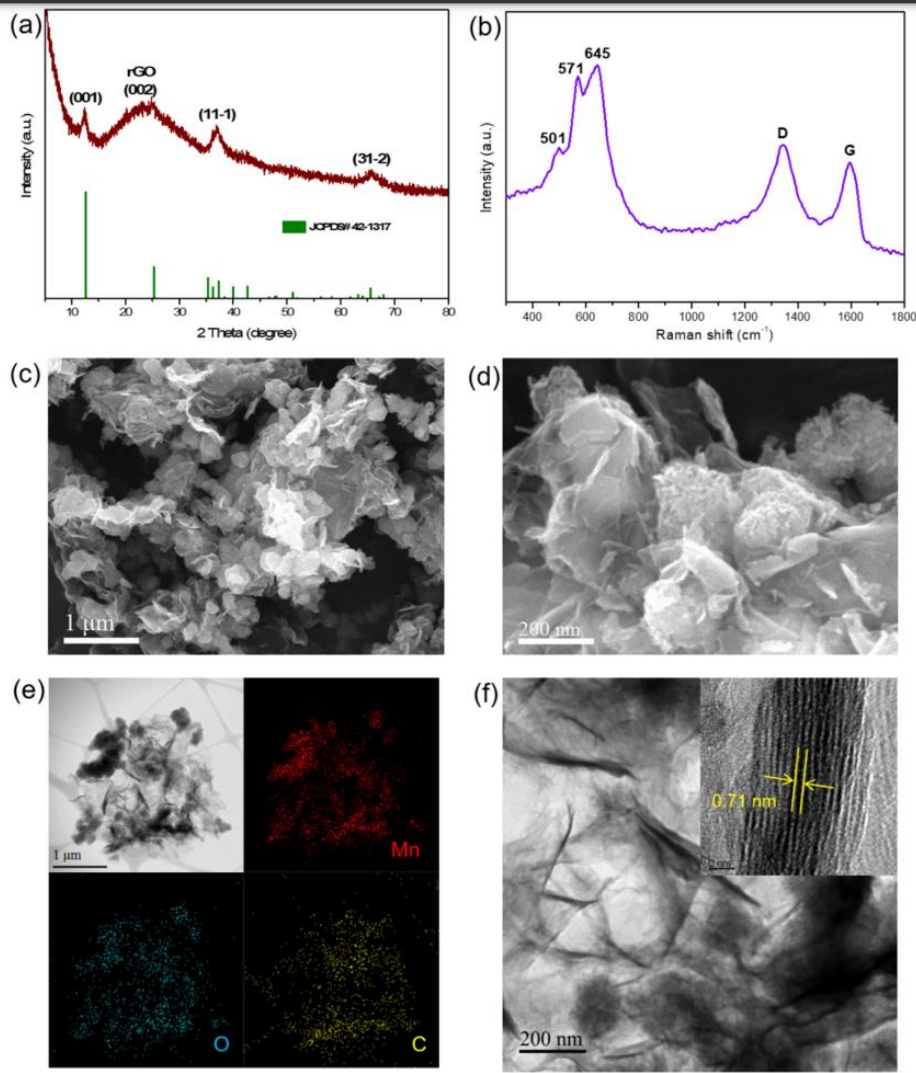 (a)
(001)
rGO
(002)
(11-1)
(31-2)
JCPDS#42-1317
Intensity (a.u.)
10 20 30 40 50 60 70 80
2 Theta (degree)
(b)
501
571
645
D
G
Intensity (a.u.)
400 600 800 1000 1200 1400 1600 1800
Raman shift (cm-1)
(c)
1 μm
(d)
200 nm
(e)
1 μm
Mn
O
C
(f)
0.71 nm
2 nm
200 nm